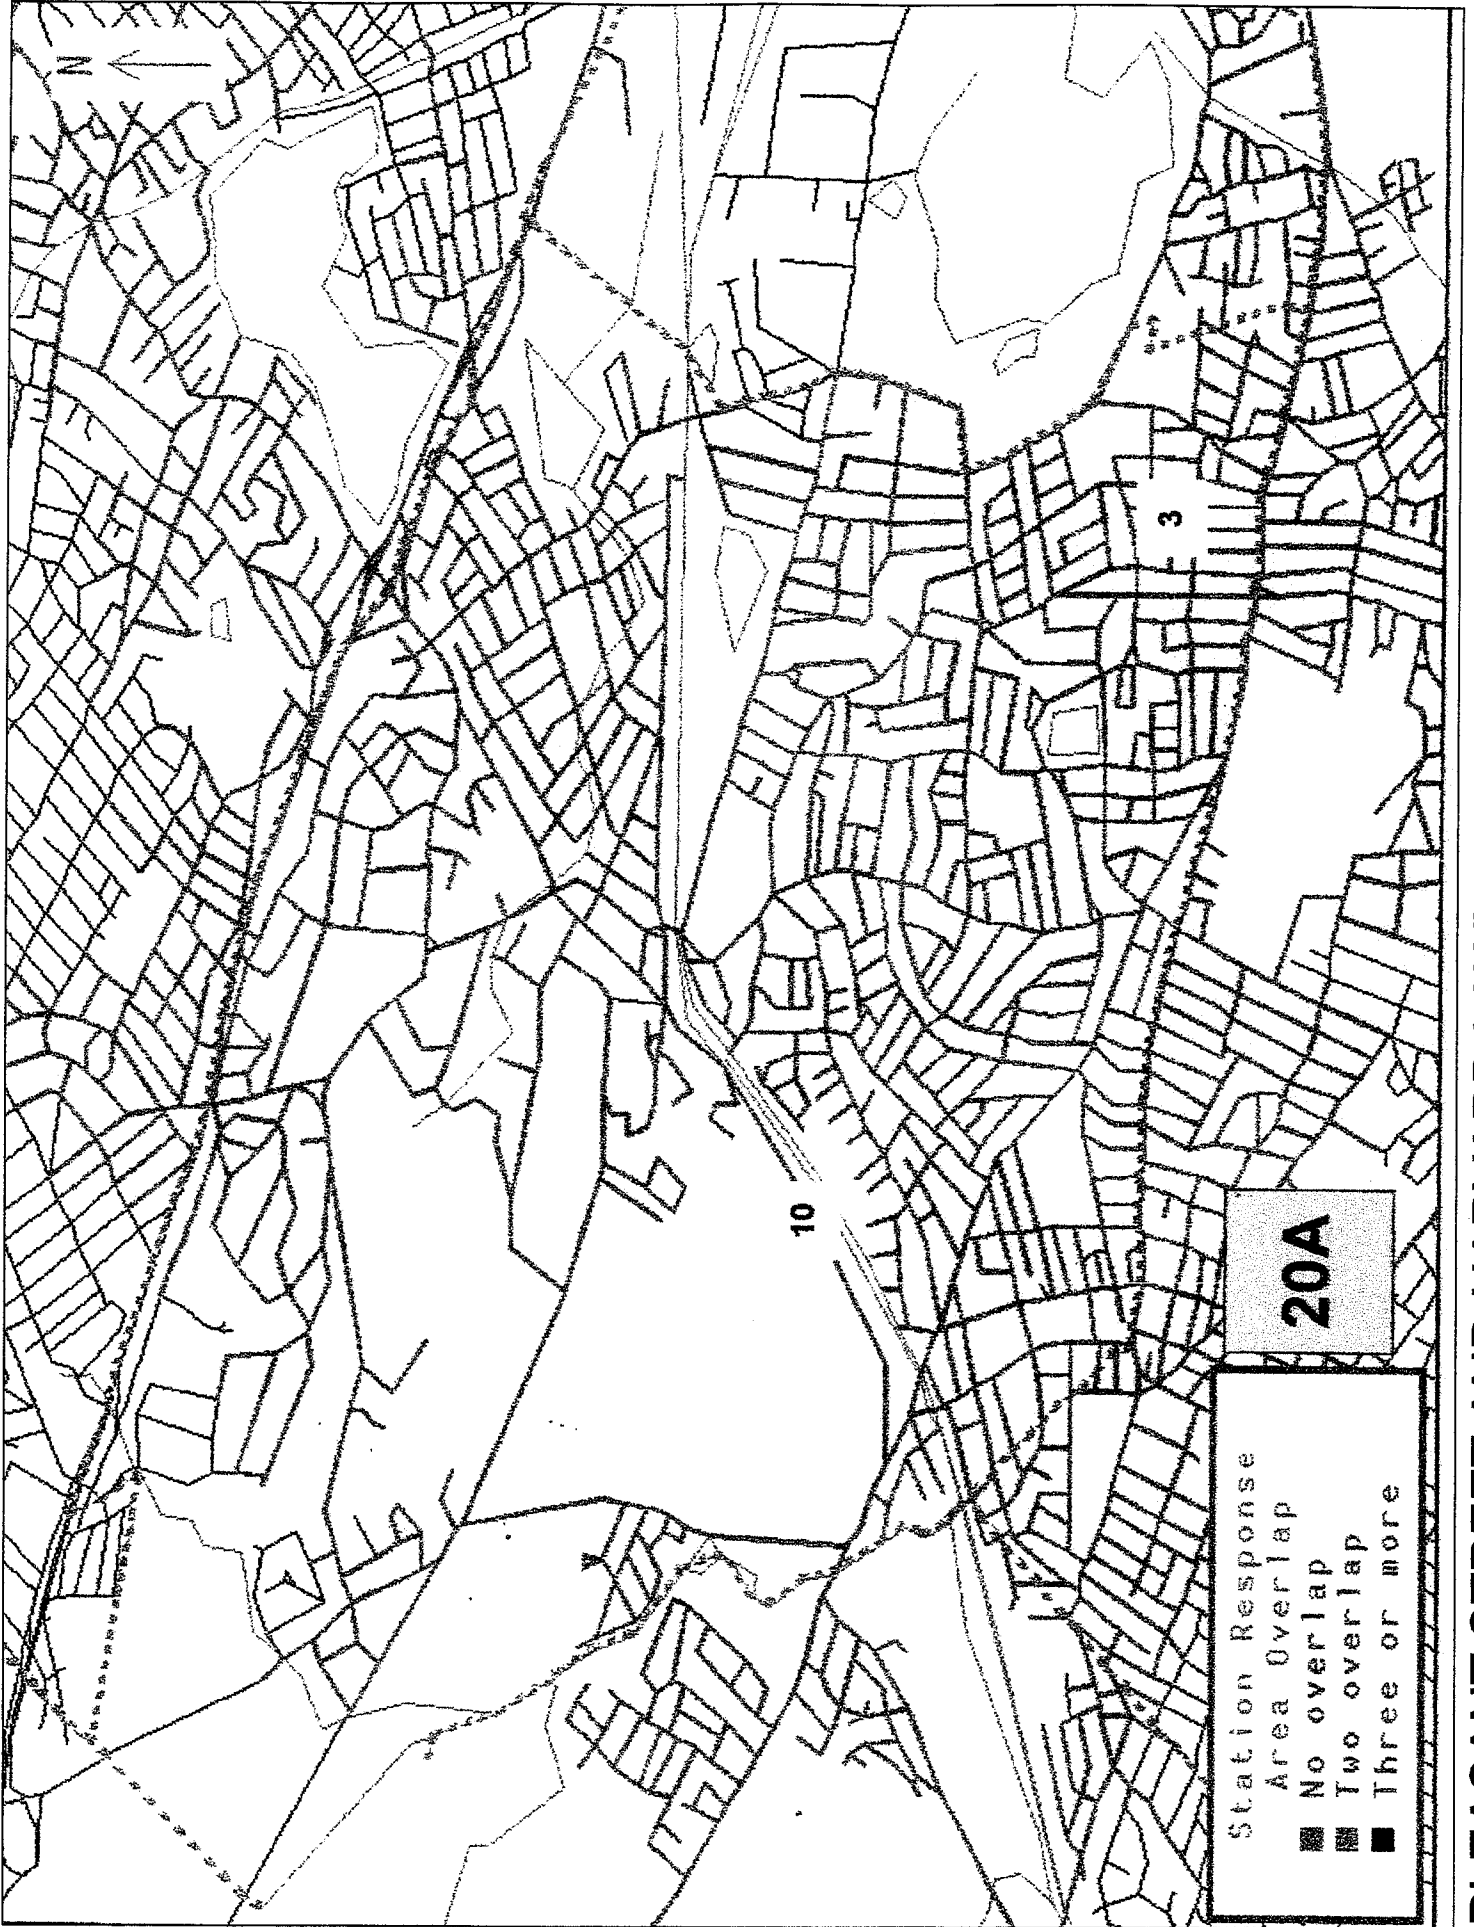 N
3
10
20A
Station Response
Area Overlap
No overlap
Two overlap
Three or more